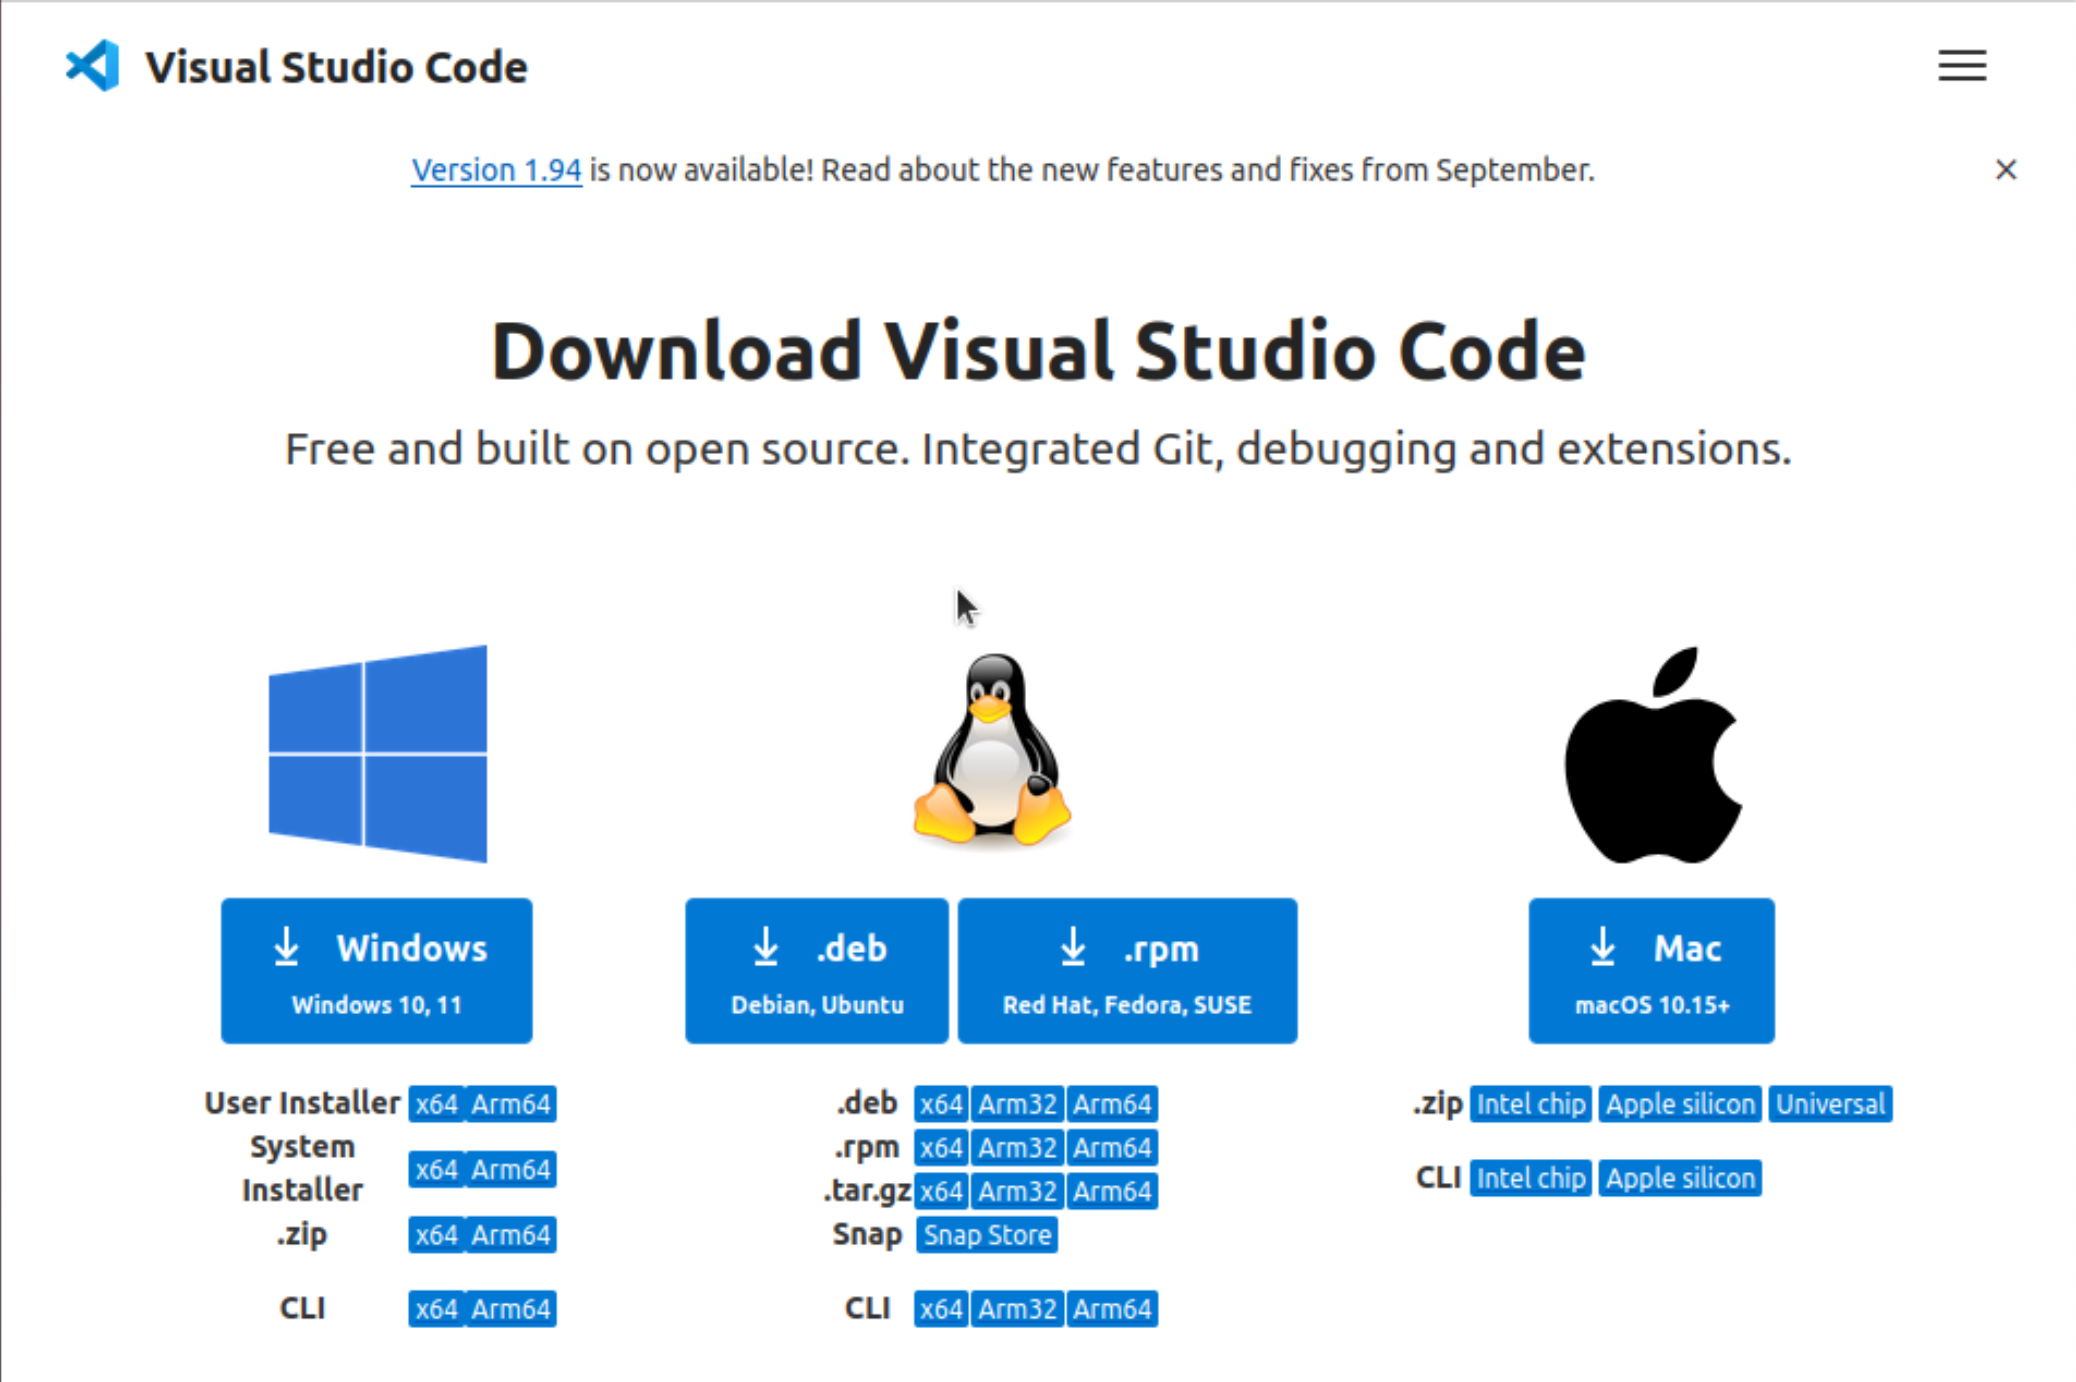 Visual Studio Code
Version 1.94 is now available! Read about the new features and fixes from September.
×
Download Visual Studio Code
Free and built on open source. Integrated Git, debugging and extensions.
Windows
Windows 10, 11
User Installer x64 Arm64
System
Installer x64 Arm64
.zip x64 Arm64
CLI x64 Arm64
.deb
Debian, Ubuntu
.rpm
Red Hat, Fedora, SUSE
.deb x64 Arm32 Arm64
.rpm x64 Arm32 Arm64
.tar.gz x64 Arm32 Arm64
Snap Snap Store
CLI x64 Arm32 Arm64
Mac
macOS 10.15+
.zip Intel chip Apple silicon Universal
CLI Intel chip Apple silicon